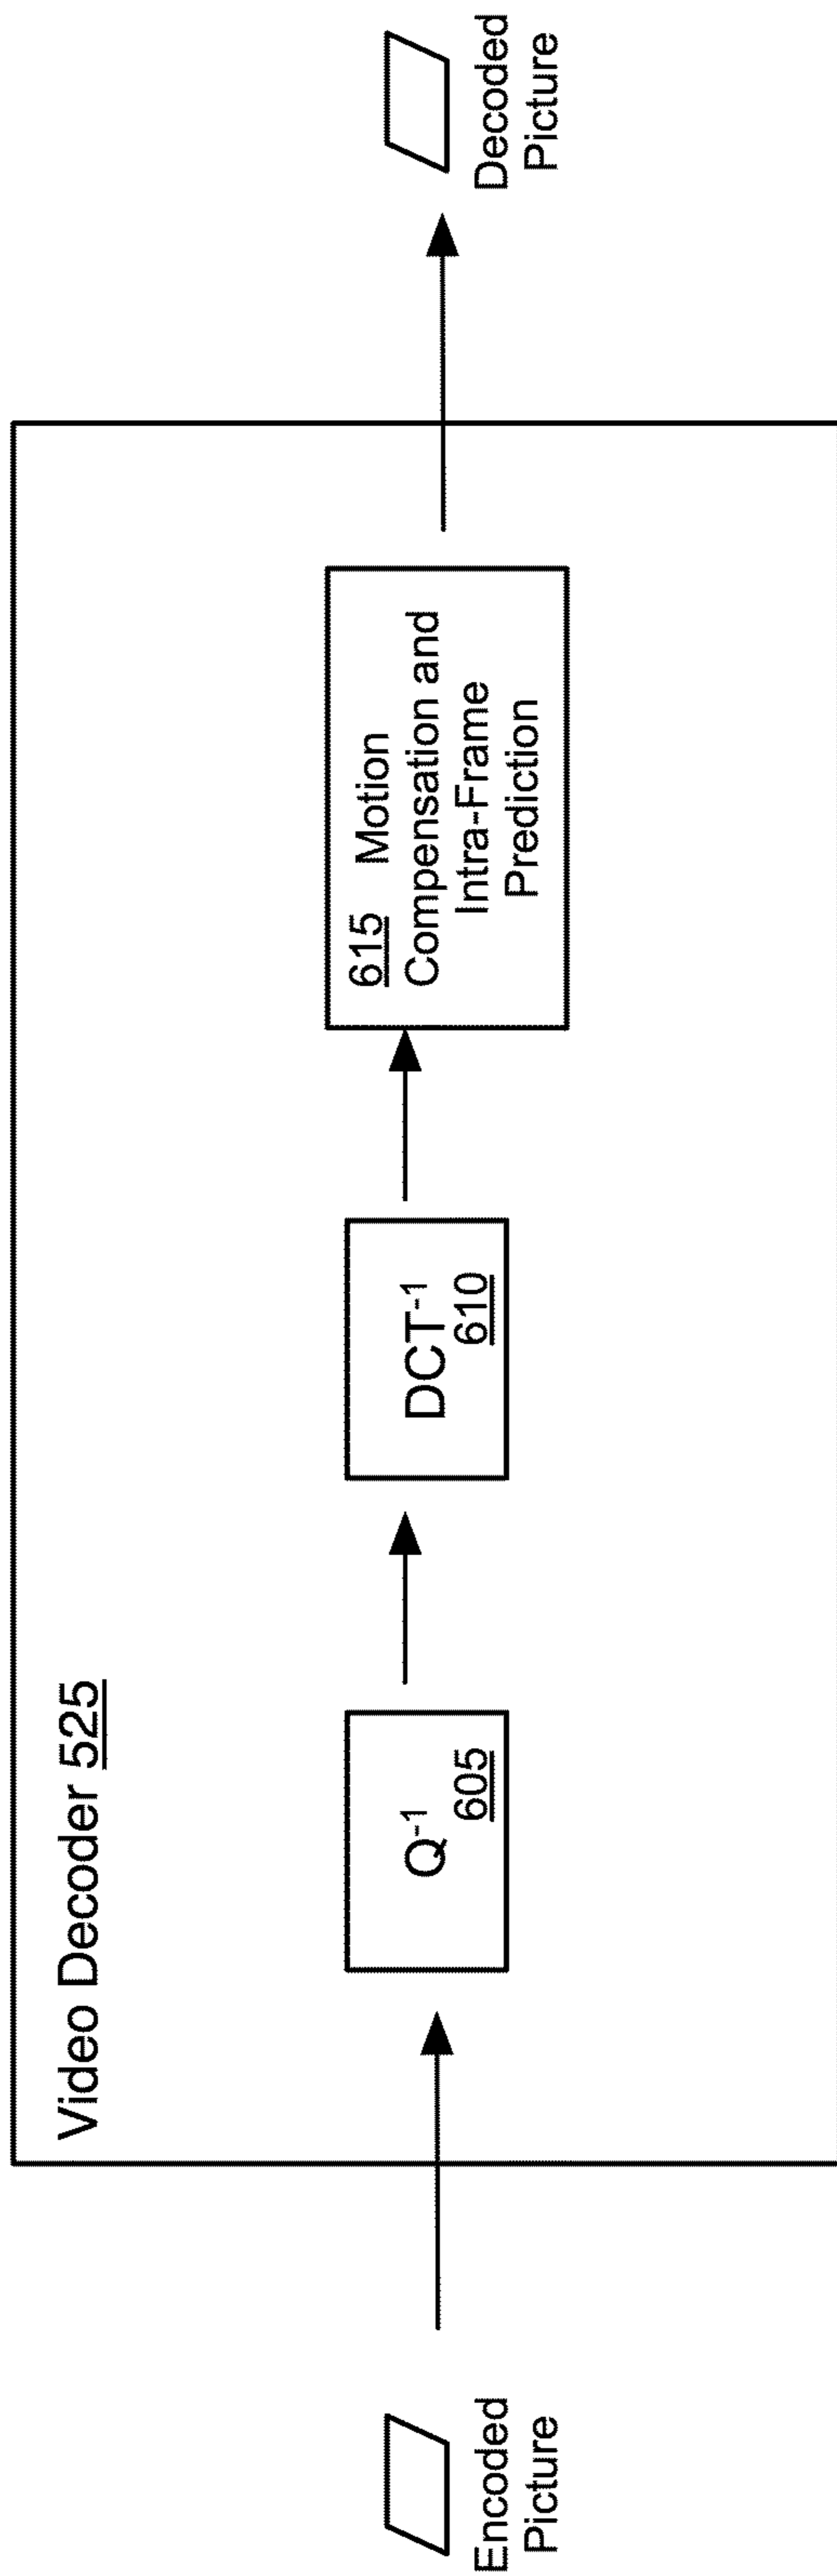 Video Decoder 525
Encoded
Picture
Q⁻¹
605
DCT⁻¹
610
615 Motion
Compensation and
Intra-Frame
Prediction
Decoded
Picture